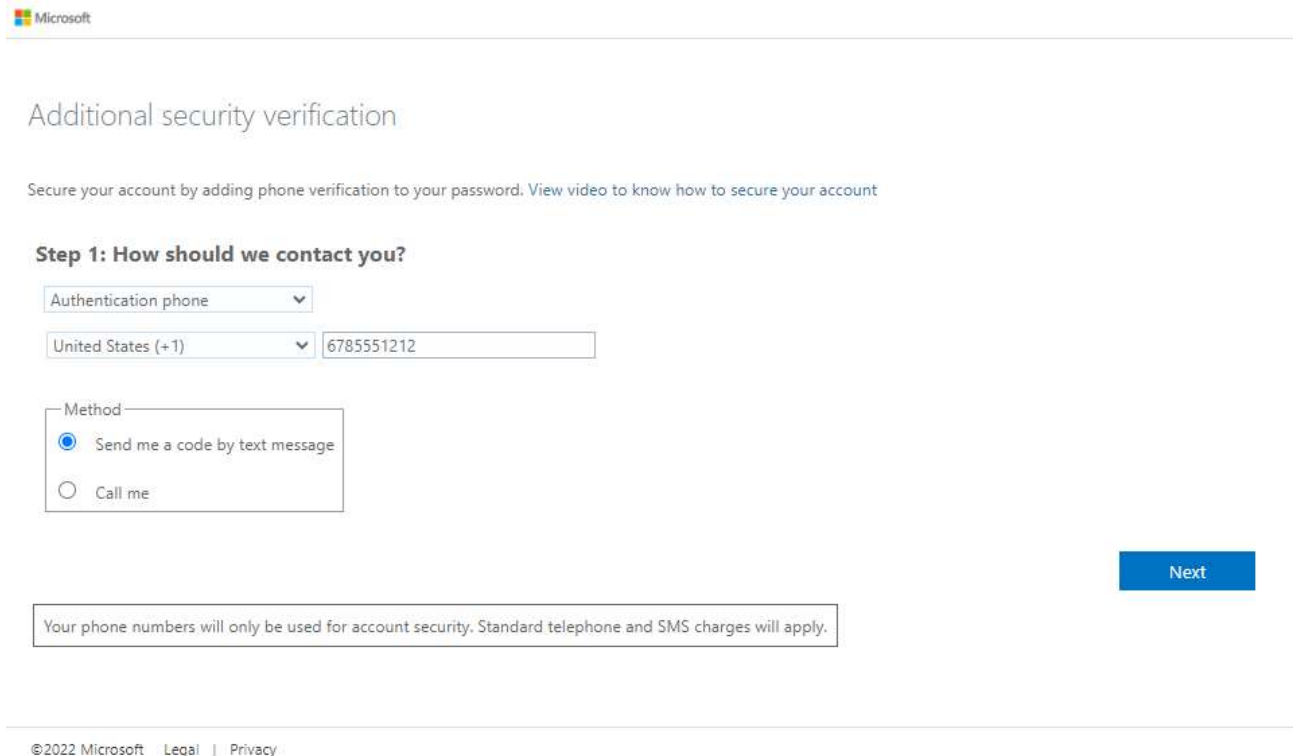 Microsoft
Additional security verification
Secure your account by adding phone verification to your password. View video to know how to secure your account
Step 1: How should we contact you?
Authentication phone
United States (+1) 6785551212
Method
Send me a code by text message
Call me
Next
Your phone numbers will only be used for account security. Standard telephone and SMS charges will apply.
©2022 Microsoft Legal | Privacy